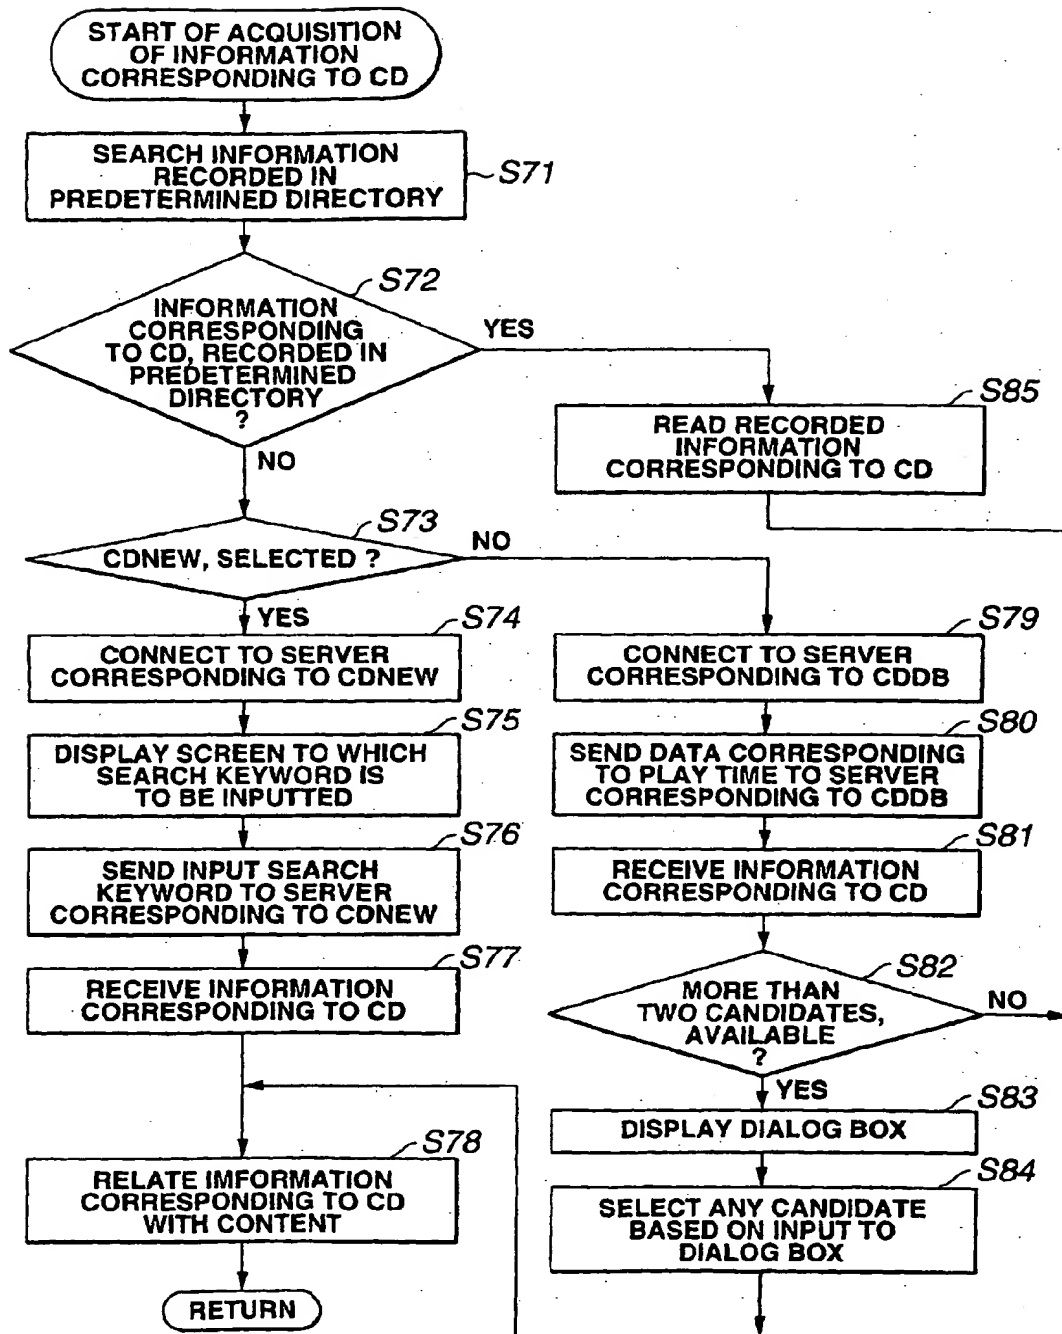 START OF ACQUISITION
OF INFORMATION
CORRESPONDING TO CD
SEARCH INFORMATION
RECORDED IN
PREDETERMINED DIRECTORY
S71
S72
INFORMATION
CORRESPONDING
TO CD, RECORDED IN
PREDETERMINED
DIRECTORY
?
YES
NO
S85
READ RECORDED
INFORMATION
CORRESPONDING TO CD
S73
CDNEW, SELECTED ?
NO
YES
S74
CONNECT TO SERVER
CORRESPONDING TO CDNEW
S75
DISPLAY SCREEN TO WHICH
SEARCH KEYWORD IS
TO BE INPUTTED
S76
SEND INPUT SEARCH
KEYWORD TO SERVER
CORRESPONDING TO CDNEW
S77
RECEIVE INFORMATION
CORRESPONDING TO CD
S78
RELATE IMFORMATION
CORRESPONDING TO CD
WITH CONTENT
RETURN
S79
CONNECT TO SERVER
CORRESPONDING TO CDDB
S80
SEND DATA CORRESPONDING
TO PLAY TIME TO SERVER
CORRESPONDING TO CDDB
S81
RECEIVE INFORMATION
CORRESPONDING TO CD
S82
MORE THAN
TWO CANDIDATES,
AVAILABLE
?
NO
YES
S83
DISPLAY DIALOG BOX
S84
SELECT ANY CANDIDATE
BASED ON INPUT TO
DIALOG BOX